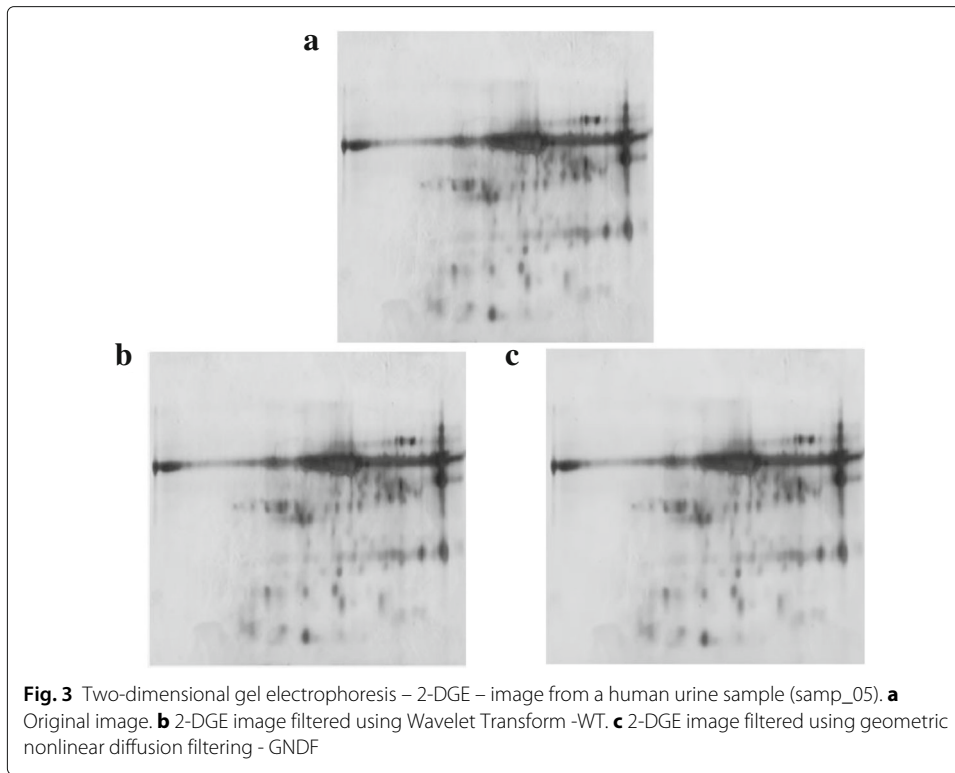 a
b
c
Fig. 3 Two-dimensional gel electrophoresis – 2-DGE – image from a human urine sample (samp_05). a
Original image. b 2-DGE image filtered using Wavelet Transform -WT. c 2-DGE image filtered using geometric
nonlinear diffusion filtering - GNDF